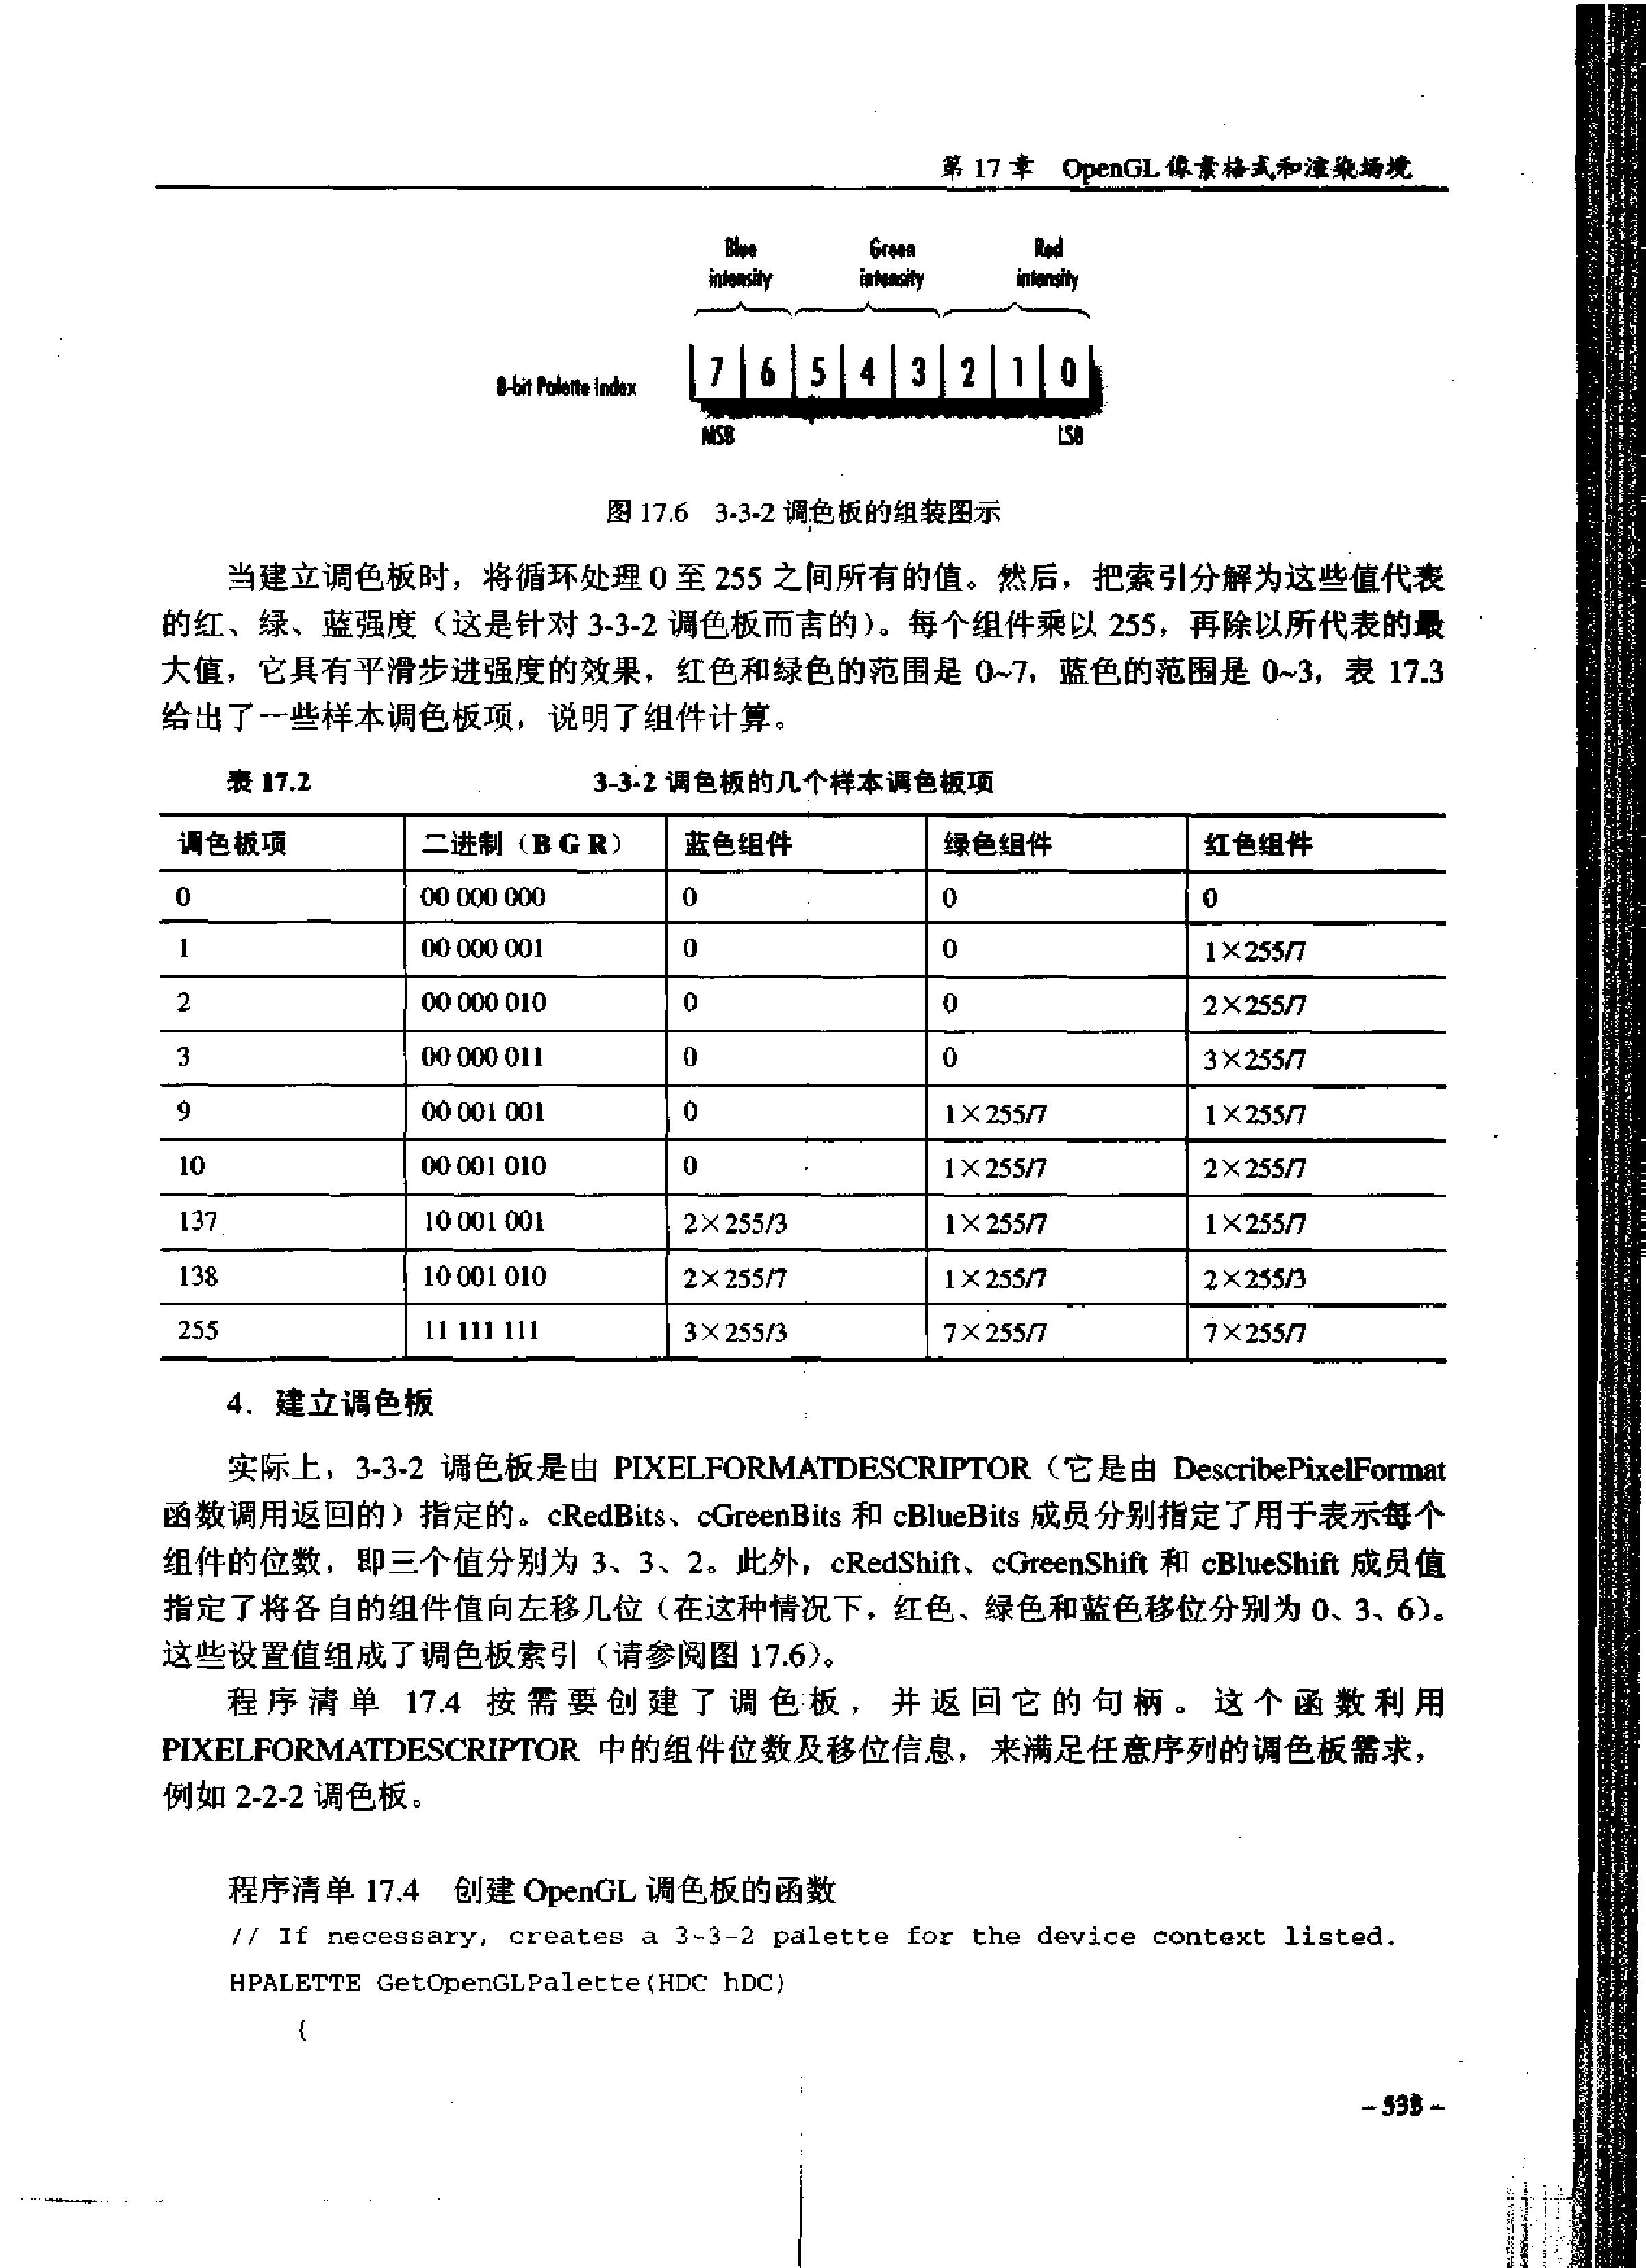 第 17 章 OpenGL 像素格式和渲染场境
Blue Green Red
intensity intensity intensity
8-bit Palette Index 7 6 5 4 3 2 1 0
MSB LSB
图 17.6 3-3-2 调色板的组装图示
当建立调色板时，将循环处理 0 至 255 之间所有的值。然后，把索引分解为这些值代表
的红、绿、蓝强度（这是针对 3-3-2 调色板而言的）。每个组件乘以 255，再除以所代表的最
大值，它具有平滑步进强度的效果，红色和绿色的范围是 0~7，蓝色的范围是 0~3，表 17.3
给出了一些样本调色板项，说明了组件计算。
表 17.2 3-3-2 调色板的几个样本调色板项
调色板项 二进制（B G R） 蓝色组件 绿色组件 红色组件
0 00 000 000 0 0 0
1 00 000 001 0 0 1×255/7
2 00 000 010 0 0 2×255/7
3 00 000 011 0 0 3×255/7
9 00 001 001 0 1×255/7 1×255/7
10 00 001 010 0 1×255/7 2×255/7
137 10 001 001 2×255/3 1×255/7 1×255/7
138 10 001 010 2×255/7 1×255/7 2×255/3
255 11 111 111 3×255/3 7×255/7 7×255/7
4．建立调色板
实际上，3-3-2 调色板是由 PIXELFORMATDESCRIPTOR（它是由 DescribePixelFormat
函数调用返回的）指定的。cRedBits、cGreenBits 和 cBlueBits 成员分别指定了用于表示每个
组件的位数，即三个值分别为 3、3、2。此外，cRedShift、cGreenShift 和 cBlueShift 成员值
指定了将各自的组件值向左移几位（在这种情况下，红色、绿色和蓝色移位分别为 0、3、6）。
这些设置值组成了调色板索引（请参阅图 17.6）。
程序清单 17.4 按需要创建了调色板，并返回它的句柄。这个函数利用
PIXELFORMATDESCRIPTOR 中的组件位数及移位信息，来满足任意序列的调色板需求，
例如 2-2-2 调色板。
程序清单 17.4 创建 OpenGL 调色板的函数
// If necessary, creates a 3-3-2 palette for the device context listed.
HPALETTE GetOpenGLPalette(HDC hDC)
{